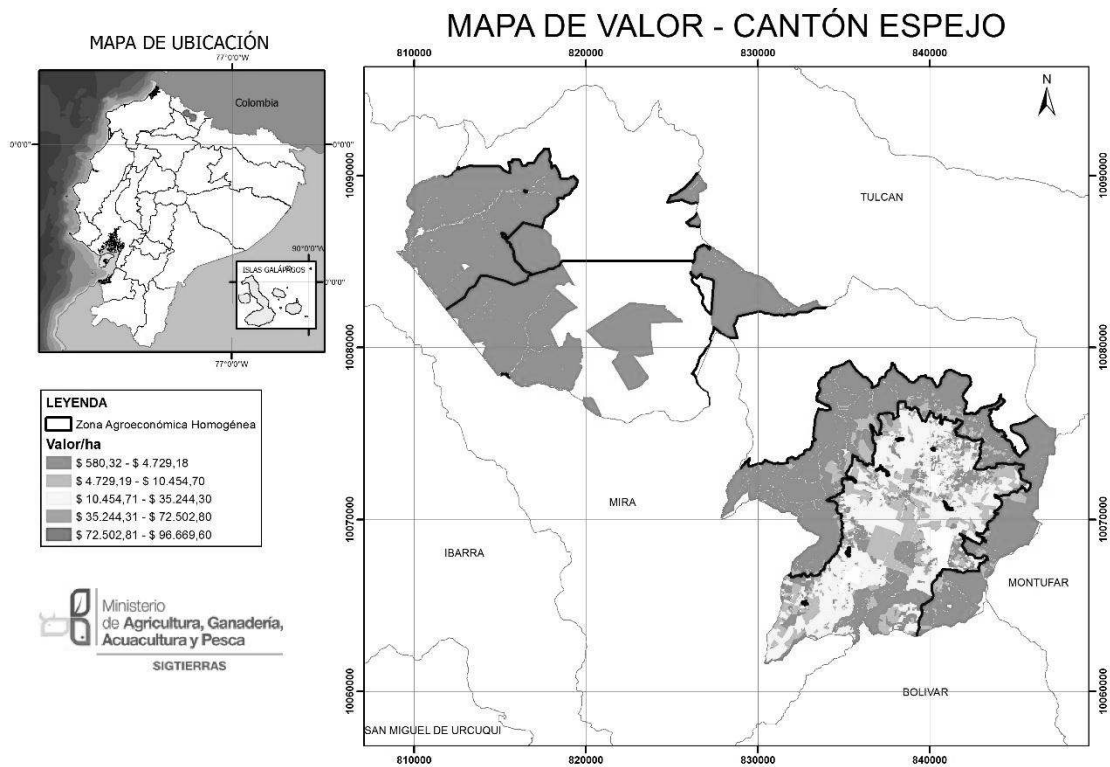 MAPA DE VALOR - CANTÓN ESPEJO
MAPA DE UBICACIÓN
77°0'0"W
Colombia
0°0'0"
0°0'0"
90°0'0"W
ISLAS GALÁPAGOS
0°0'0"
77°0'0"W
LEYENDA
Zona Agroeconómica Homogénea
Valor/ha
$ 580,32 - $ 4.729,18
$ 4.729,19 - $ 10.454,70
$ 10.454,71 - $ 35.244,30
$ 35.244,31 - $ 72.502,80
$ 72.502,81 - $ 96.669,60
Ministerio
de Agricultura, Ganadería,
Acuacultura y Pesca
SIGTIERRAS
810000
820000
830000
840000
N
10090000
10090000
TULCAN
10080000
10080000
MIRA
10070000
10070000
IBARRA
MONTUFAR
10060000
10060000
BOLIVAR
SAN MIGUEL DE URCUQUI
810000
820000
830000
840000